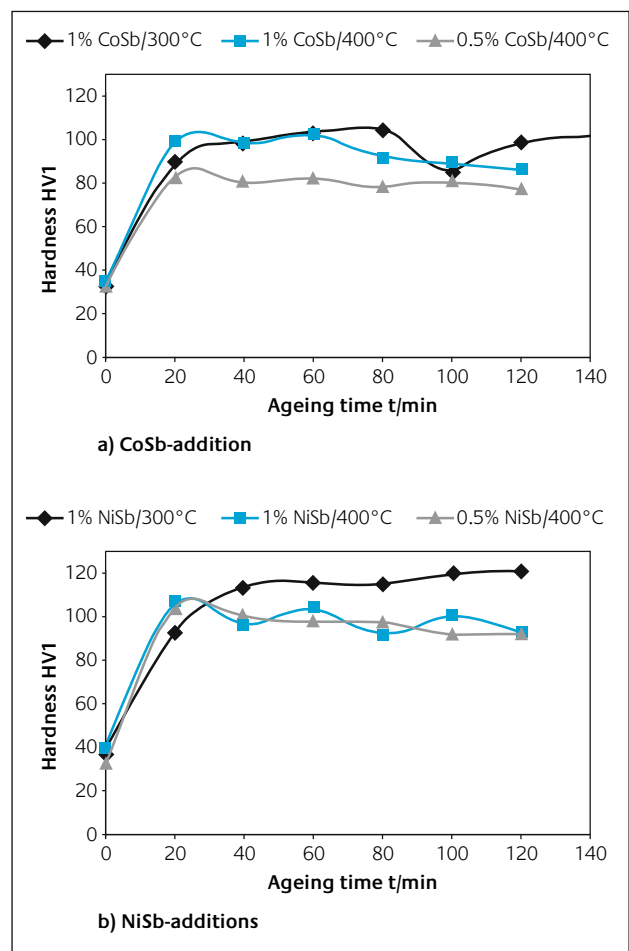 1% CoSb/300°C 1% CoSb/400°C 0.5% CoSb/400°C
120
100
80
60
40
20
0
Hardness HV1
0 20 40 60 80 100 120 140
Ageing time t/min
a) CoSb-addition
1% NiSb/300°C 1% NiSb/400°C 0.5% NiSb/400°C
120
100
80
60
40
20
0
Hardness HV1
0 20 40 60 80 100 120 140
Ageing time t/min
b) NiSb-additions